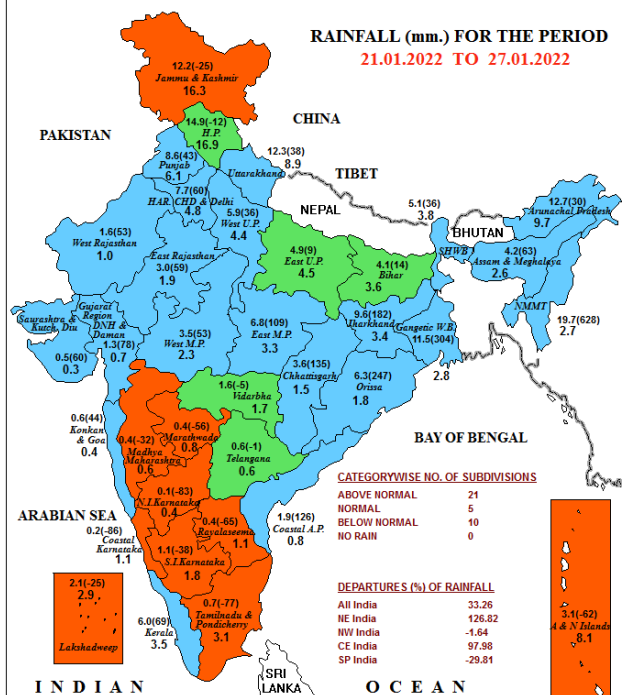 RAINFALL (mm.) FOR THE PERIOD
21.01.2022 TO 27.01.2022
12.2(-25)
Jammu & Kashmir
16.3
CHINA
PAKISTAN
14.9(-12)
H.P.
16.9
8.6(43)
Punjab
6.1
12.3(38)
8.9
Uttarakhand
TIBET
7.7(60)
HAR. CHD & Delhi
4.8
5.9(36)
West U.P.
4.4
NEPAL
5.1(36)
3.8
BHUTAN
12.7(30)
Arunachal Pradesh
9.7
1.6(53)
West Rajasthan
1.0
East Rajasthan
3.0(59)
1.9
4.9(9)
East U.P.
4.5
4.1(14)
Bihar
3.6
SHWB
4.2(63)
Assam & Meghalaya
2.6
NMMT
19.7(628)
2.7
Saurashtra &
Kutch, Diu
0.5(60)
0.3
Gujarat
Region
DNH &
Daman
1.3(78)
0.7
3.5(53)
West M.P.
2.3
6.8(109)
East M.P.
3.3
9.6(182)
Jharkhand
3.4
Gangetic W.B.
11.5(304)
2.8
3.6(135)
Chhattisgarh
1.5
6.3(247)
Orissa
1.8
1.6(-5)
Vidarbha
1.7
0.6(44)
Konkan
and Goa
0.4
0.4(-32)
Madhya
Maharashtra
0.6
0.4(-56)
Marathwada
0.8
0.6(-1)
Telangana
0.6
BAY OF BENGAL
0.1(-83)
N.I.Karnataka
0.4
ARABIAN SEA
0.2(-86)
Coastal
Karnataka
1.1
0.4(-65)
Rayalaseema
1.1
1.9(126)
Coastal A.P.
0.8
1.1(-38)
S.I.Karnataka
1.8
0.7(-77)
Tamilnadu &
Pondicherry
3.1
6.0(69)
Kerala
3.5
2.1(-25)
2.9
Lakshadweep
CATEGORYWISE NO. OF SUBDIVISIONS
ABOVE NORMAL 21
NORMAL 5
BELOW NORMAL 10
NO RAIN 0
DEPARTURES (%) OF RAINFALL
All India 33.26
NE India 126.82
NW India -1.64
CE India 97.98
SP India -29.81
3.1(-62)
A & N Islands
8.1
SRI
LANKA
INDIAN OCEAN